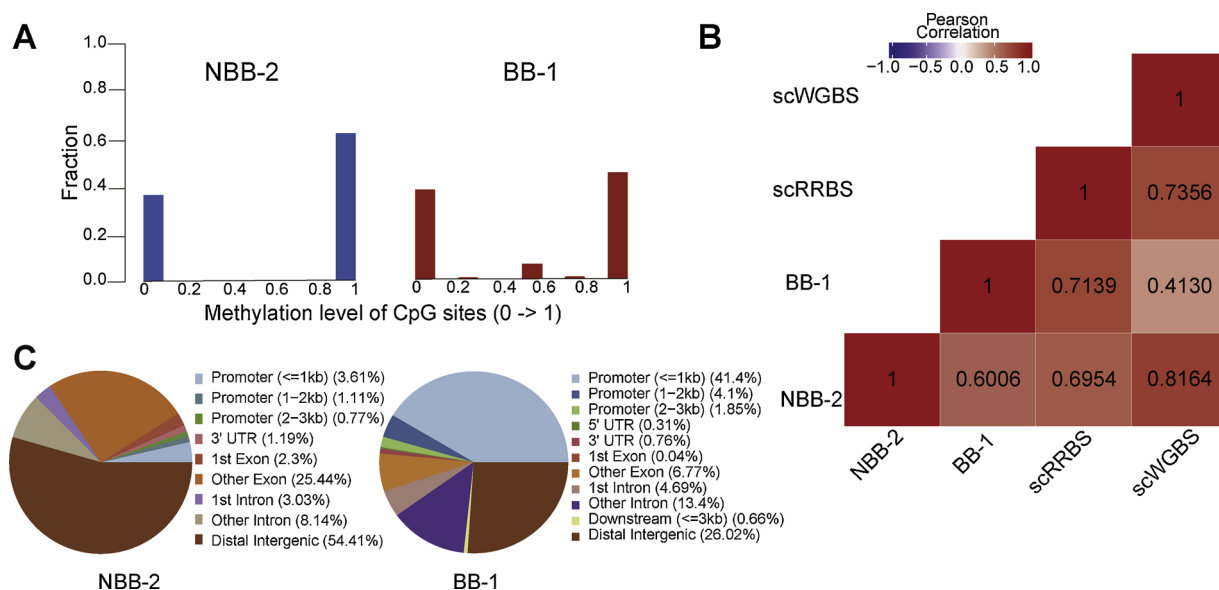 A
NBB-2
BB-1
Fraction
1.0
0.8
0.6
0.4
0.2
0.0
0 0.2 0.4 0.6 0.8 1
0 0.2 0.4 0.6 0.8 1
Methylation level of CpG sites (0 -> 1)
B
Pearson
Correlation
−1.0 −0.5 0.0 0.5 1.0
scWGBS
1
scRRBS
1 0.7356
BB-1
1 0.7139 0.4130
NBB-2
1 0.6006 0.6954 0.8164
NBB-2 BB-1 scRRBS scWGBS
C
Promoter (<=1kb) (3.61%)
Promoter (1−2kb) (1.11%)
Promoter (2−3kb) (0.77%)
3' UTR (1.19%)
1st Exon (2.3%)
Other Exon (25.44%)
1st Intron (3.03%)
Other Intron (8.14%)
Distal Intergenic (54.41%)
NBB-2
Promoter (<=1kb) (41.4%)
Promoter (1−2kb) (4.1%)
Promoter (2−3kb) (1.85%)
5' UTR (0.31%)
3' UTR (0.76%)
1st Exon (0.04%)
Other Exon (6.77%)
1st Intron (4.69%)
Other Intron (13.4%)
Downstream (<=3kb) (0.66%)
Distal Intergenic (26.02%)
BB-1